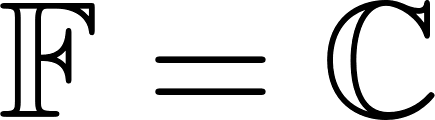 𝔽 = ℂ